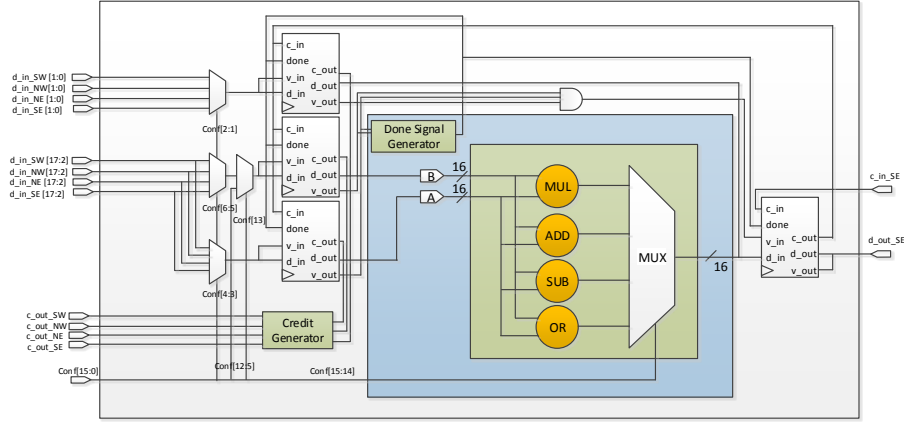 c_in
done
c_out
v_in
d_out
d_in
v_out
d_in_SW [1:0]
d_in_NW[1:0]
d_in_NE [1:0]
d_in_SE [1:0]
Conf[2:1]
c_in
done
v_in
c_out
d_in
d_out
v_out
Done Signal
Generator
d_in_SW [17:2]
d_in_NW[17:2]
d_in_NE [17:2]
d_in_SE [17:2]
Conf[6:5]
Conf[13]
B
16
A
16
c_in
done
c_out
v_in
d_out
d_in
v_out
Conf[4:3]
MUL
ADD
SUB
OR
MUX
16
c_in_SE
d_out_SE
c_in
done
v_in
c_out
d_in
d_out
v_out
c_out_SW
c_out_NW
c_out_NE
c_out_SE
Credit
Generator
Conf[15:0]
Conf[12:5]
Conf[15:14]